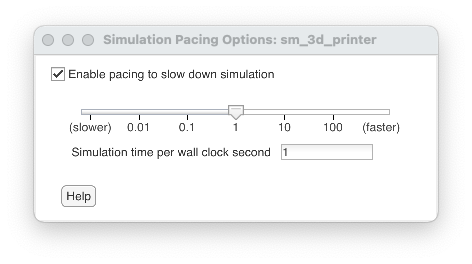 Simulation Pacing Options: sm_3d_printer
Enable pacing to slow down simulation
(slower) 0.01 0.1 1 10 100 (faster)
Simulation time per wall clock second 1
Help